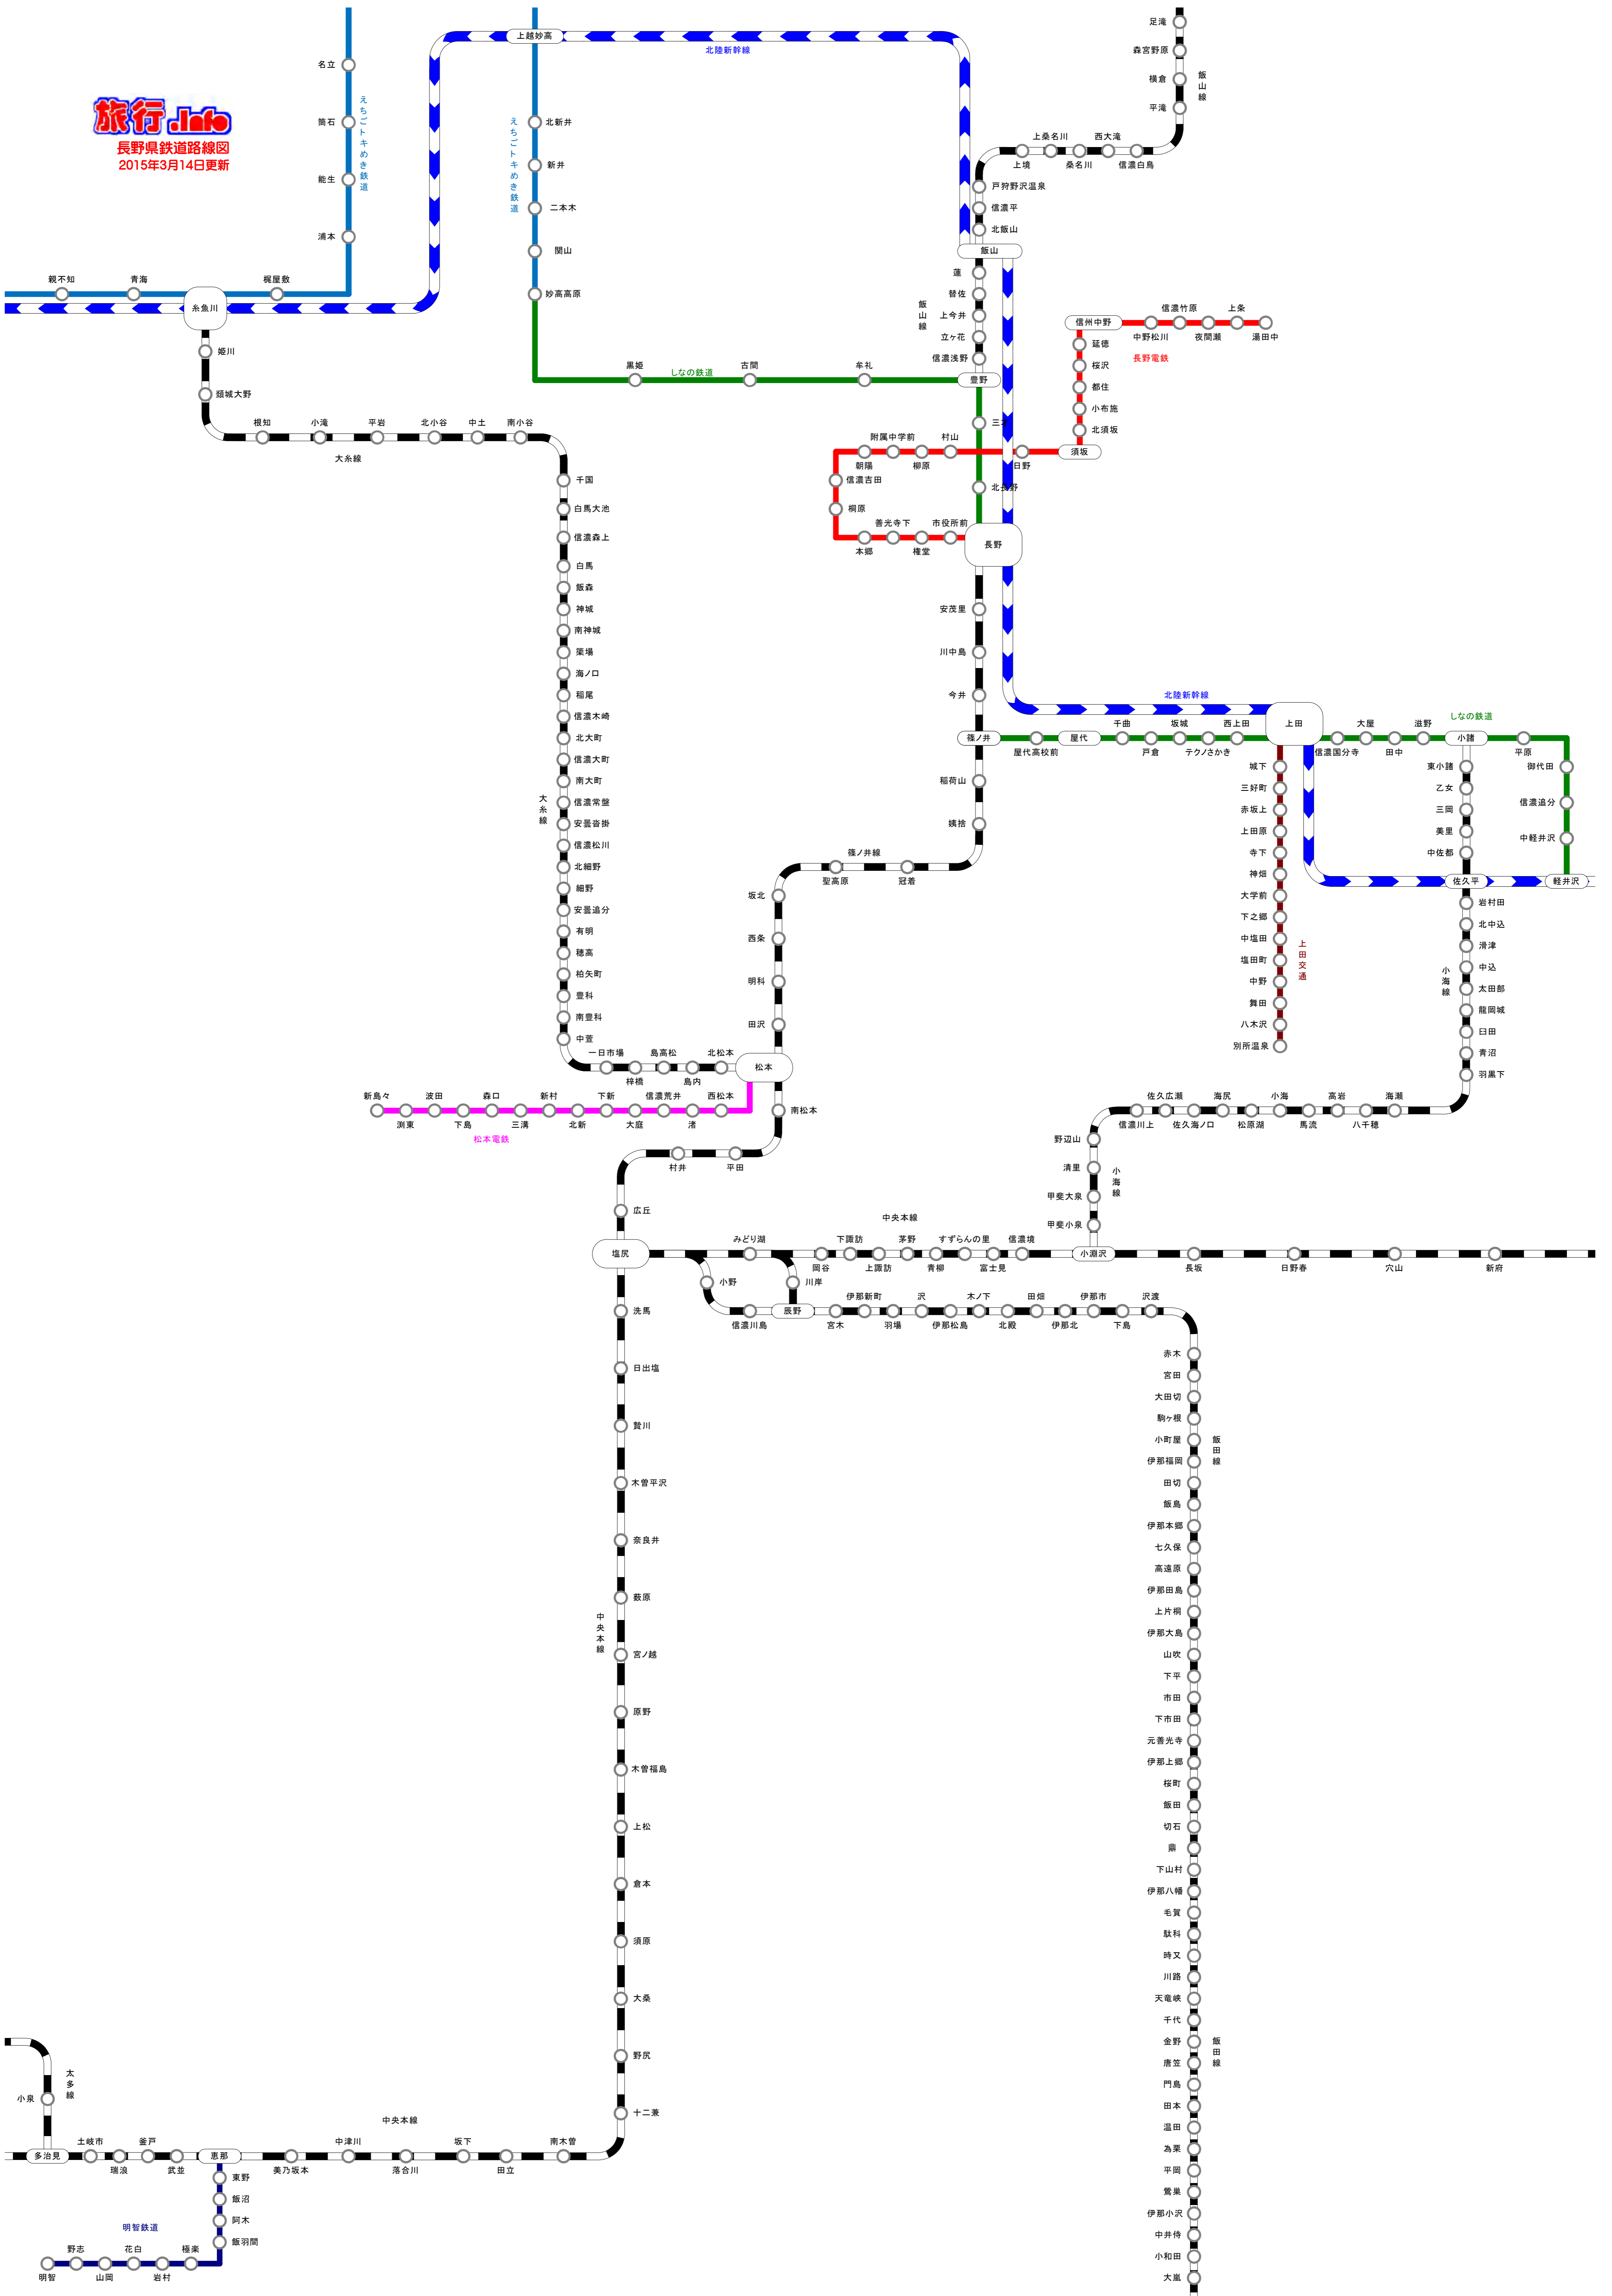 旅行.Info
長野県鉄道路線図
2015年3月14日更新
名立
筒石
能生
浦本
えちごトキめき鉄道
親不知
青海
糸魚川
梶屋敷
上越妙高
北陸新幹線
えちごトキめき鉄道
北新井
新井
二本木
関山
妙高高原
黒姫
しなの鉄道
古間
牟礼
豊野
足滝
森宮野原
横倉
平滝
飯山線
上桑名川
西大滝
上境
桑名川
信濃白鳥
戸狩野沢温泉
信濃平
北飯山
飯山
蓮
替佐
上今井
立ヶ花
信濃浅野
飯山線
信州中野
信濃竹原
上条
中野松川
夜間瀬
湯田中
長野電鉄
延徳
桜沢
都住
小布施
北須坂
須坂
日野
村山
柳原
附属中学前
朝陽
信濃吉田
桐原
本郷
善光寺下
権堂
市役所前
北長野
長野
姫川
頚城大野
根知
小滝
平岩
北小谷
中土
南小谷
大糸線
千国
白馬大池
信濃森上
白馬
飯森
神城
南神城
簗場
海ノ口
稲尾
信濃木崎
北大町
信濃大町
南大町
信濃常盤
安曇沓掛
信濃松川
北細野
細野
安曇追分
有明
穂高
柏矢町
豊科
南豊科
中萱
大糸線
一日市場
梓橋
島高松
島内
北松本
松本
安茂里
川中島
今井
篠ノ井
稲荷山
姨捨
篠ノ井線
冠着
聖高原
坂北
西条
明科
田沢
北陸新幹線
屋代高校前
屋代
千曲
戸倉
坂城
テクノさかき
西上田
上田
信濃国分寺
大屋
田中
滋野
小諸
しなの鉄道
平原
御代田
信濃追分
中軽井沢
軽井沢
城下
三好町
赤坂上
上田原
寺下
神畑
大学前
下之郷
中塩田
塩田町
中野
舞田
八木沢
別所温泉
上田交通
東小諸
乙女
三岡
美里
中佐都
佐久平
岩村田
北中込
滑津
中込
太田部
龍岡城
臼田
青沼
羽黒下
小海線
海瀬
八千穂
高岩
馬流
小海
松原湖
海尻
佐久海ノ口
佐久広瀬
信濃川上
野辺山
清里
甲斐大泉
甲斐小泉
小海線
新島々
渕東
波田
下島
森口
三溝
新村
北新
下新
大庭
信濃荒井
渚
西松本
松本電鉄
南松本
平田
村井
広丘
塩尻
中央本線
みどり湖
岡谷
下諏訪
上諏訪
茅野
青柳
すずらんの里
富士見
信濃境
小淵沢
長坂
日野春
穴山
新府
小野
川岸
信濃川島
辰野
宮木
伊那新町
羽場
沢
伊那松島
木ノ下
北殿
田畑
伊那北
伊那市
下島
沢渡
赤木
宮田
大田切
駒ヶ根
小町屋
伊那福岡
田切
飯島
伊那本郷
七久保
高遠原
伊那田島
上片桐
伊那大島
山吹
下平
市田
下市田
元善光寺
伊那上郷
桜町
飯田
切石
鼎
下山村
伊那八幡
毛賀
駄科
時又
川路
天竜峡
千代
金野
唐笠
門島
田本
温田
為栗
平岡
鶯巣
伊那小沢
中井侍
小和田
大嵐
飯田線
飯田線
洗馬
日出塩
贄川
木曽平沢
奈良井
薮原
宮ノ越
原野
木曽福島
上松
倉本
須原
大桑
野尻
十二兼
中央本線
南木曽
田立
坂下
落合川
中津川
美乃坂本
中央本線
恵那
武並
釜戸
瑞浪
土岐市
多治見
小泉
太多線
東野
飯沼
阿木
飯羽間
極楽
岩村
花白
山岡
野志
明智
明智鉄道